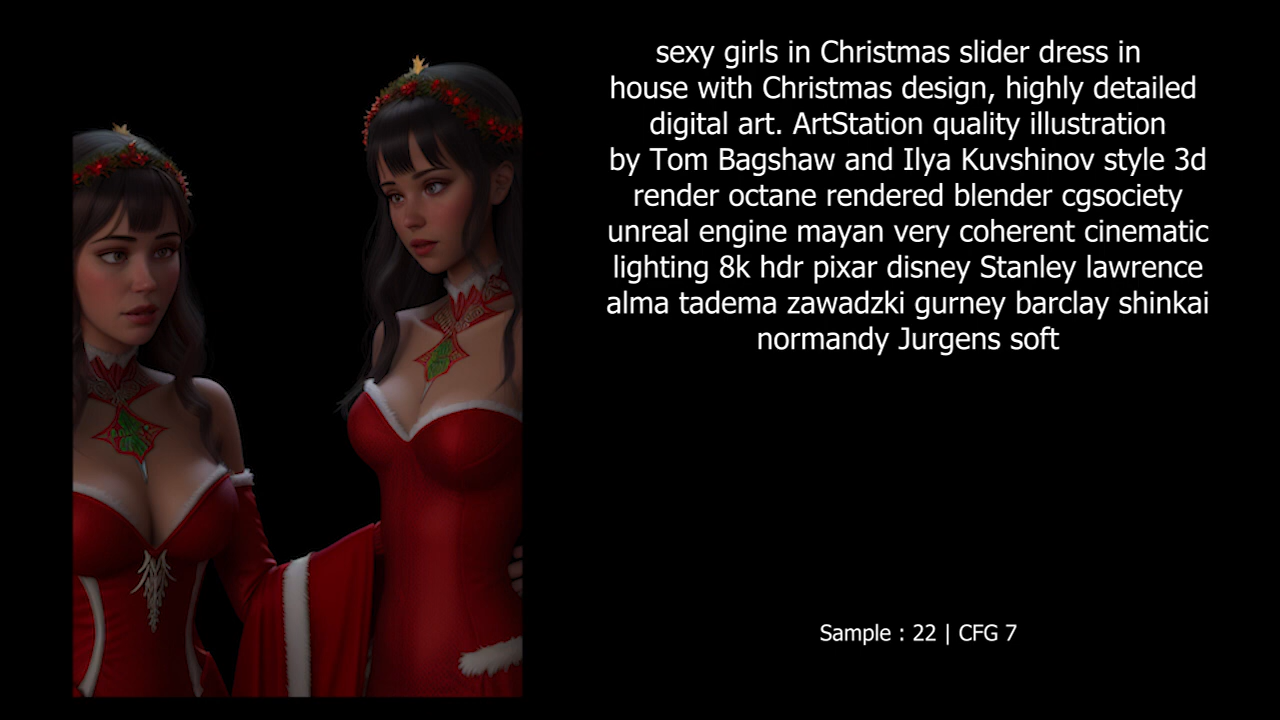 sexy girls in Christmas slider dress in
house with Christmas design, highly detailed
digital art. ArtStation quality illustration
by Tom Bagshaw and Ilya Kuvshinov style 3d
render octane rendered blender cgsociety
unreal engine mayan very coherent cinematic
lighting 8k hdr pixar disney Stanley lawrence
alma tadema zawadzki gurney barclay shinkai
normandy Jurgens soft
Sample : 22 | CFG 7